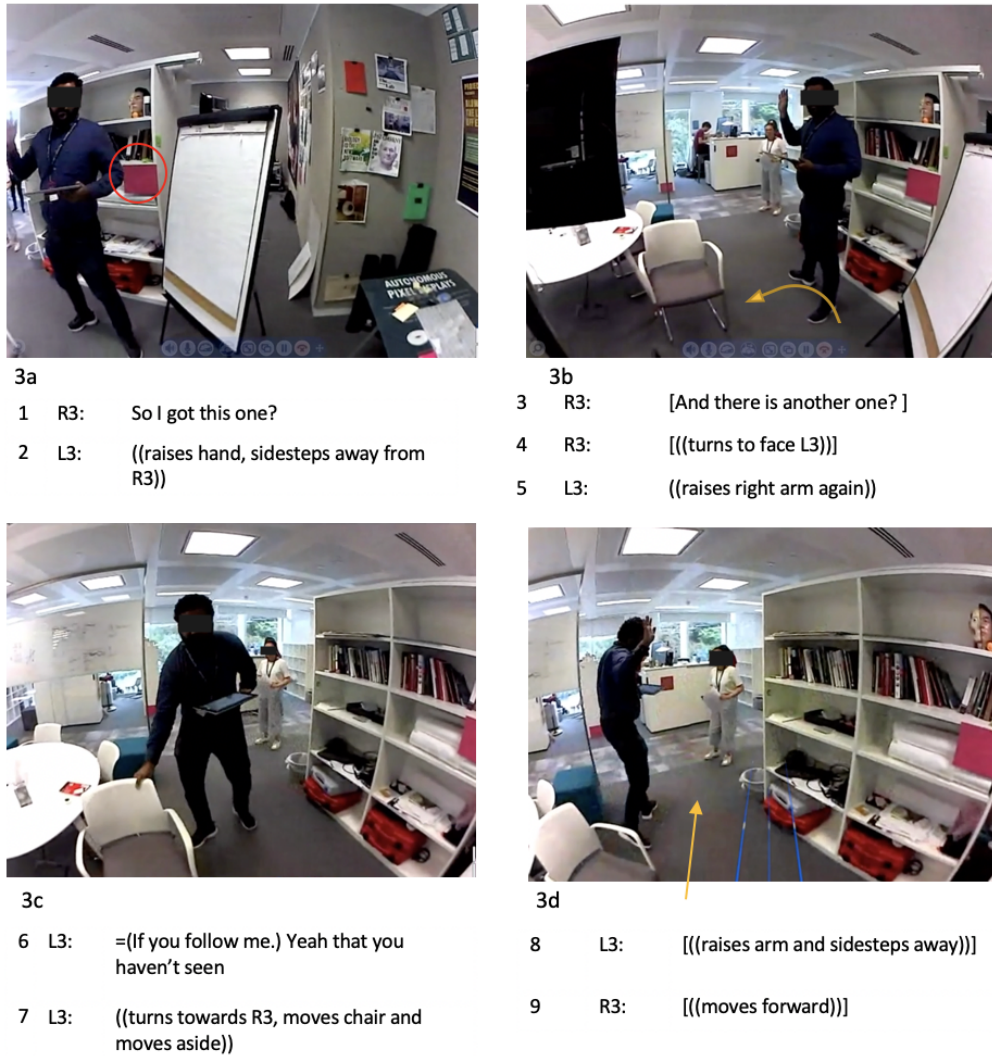 AUTONOMOUS
PIXEL DISPLAYS
3a
1 R3: So I got this one?
2 L3: ((raises hand, sidesteps away from
R3))
3b
3 R3: [And there is another one? ]
4 R3: [((turns to face L3))]
5 L3: ((raises right arm again))
3c
6 L3: =(If you follow me.) Yeah that you
haven’t seen
7 L3: ((turns towards R3, moves chair and
moves aside))
3d
8 L3: [((raises arm and sidesteps away))]
9 R3: [((moves forward))]